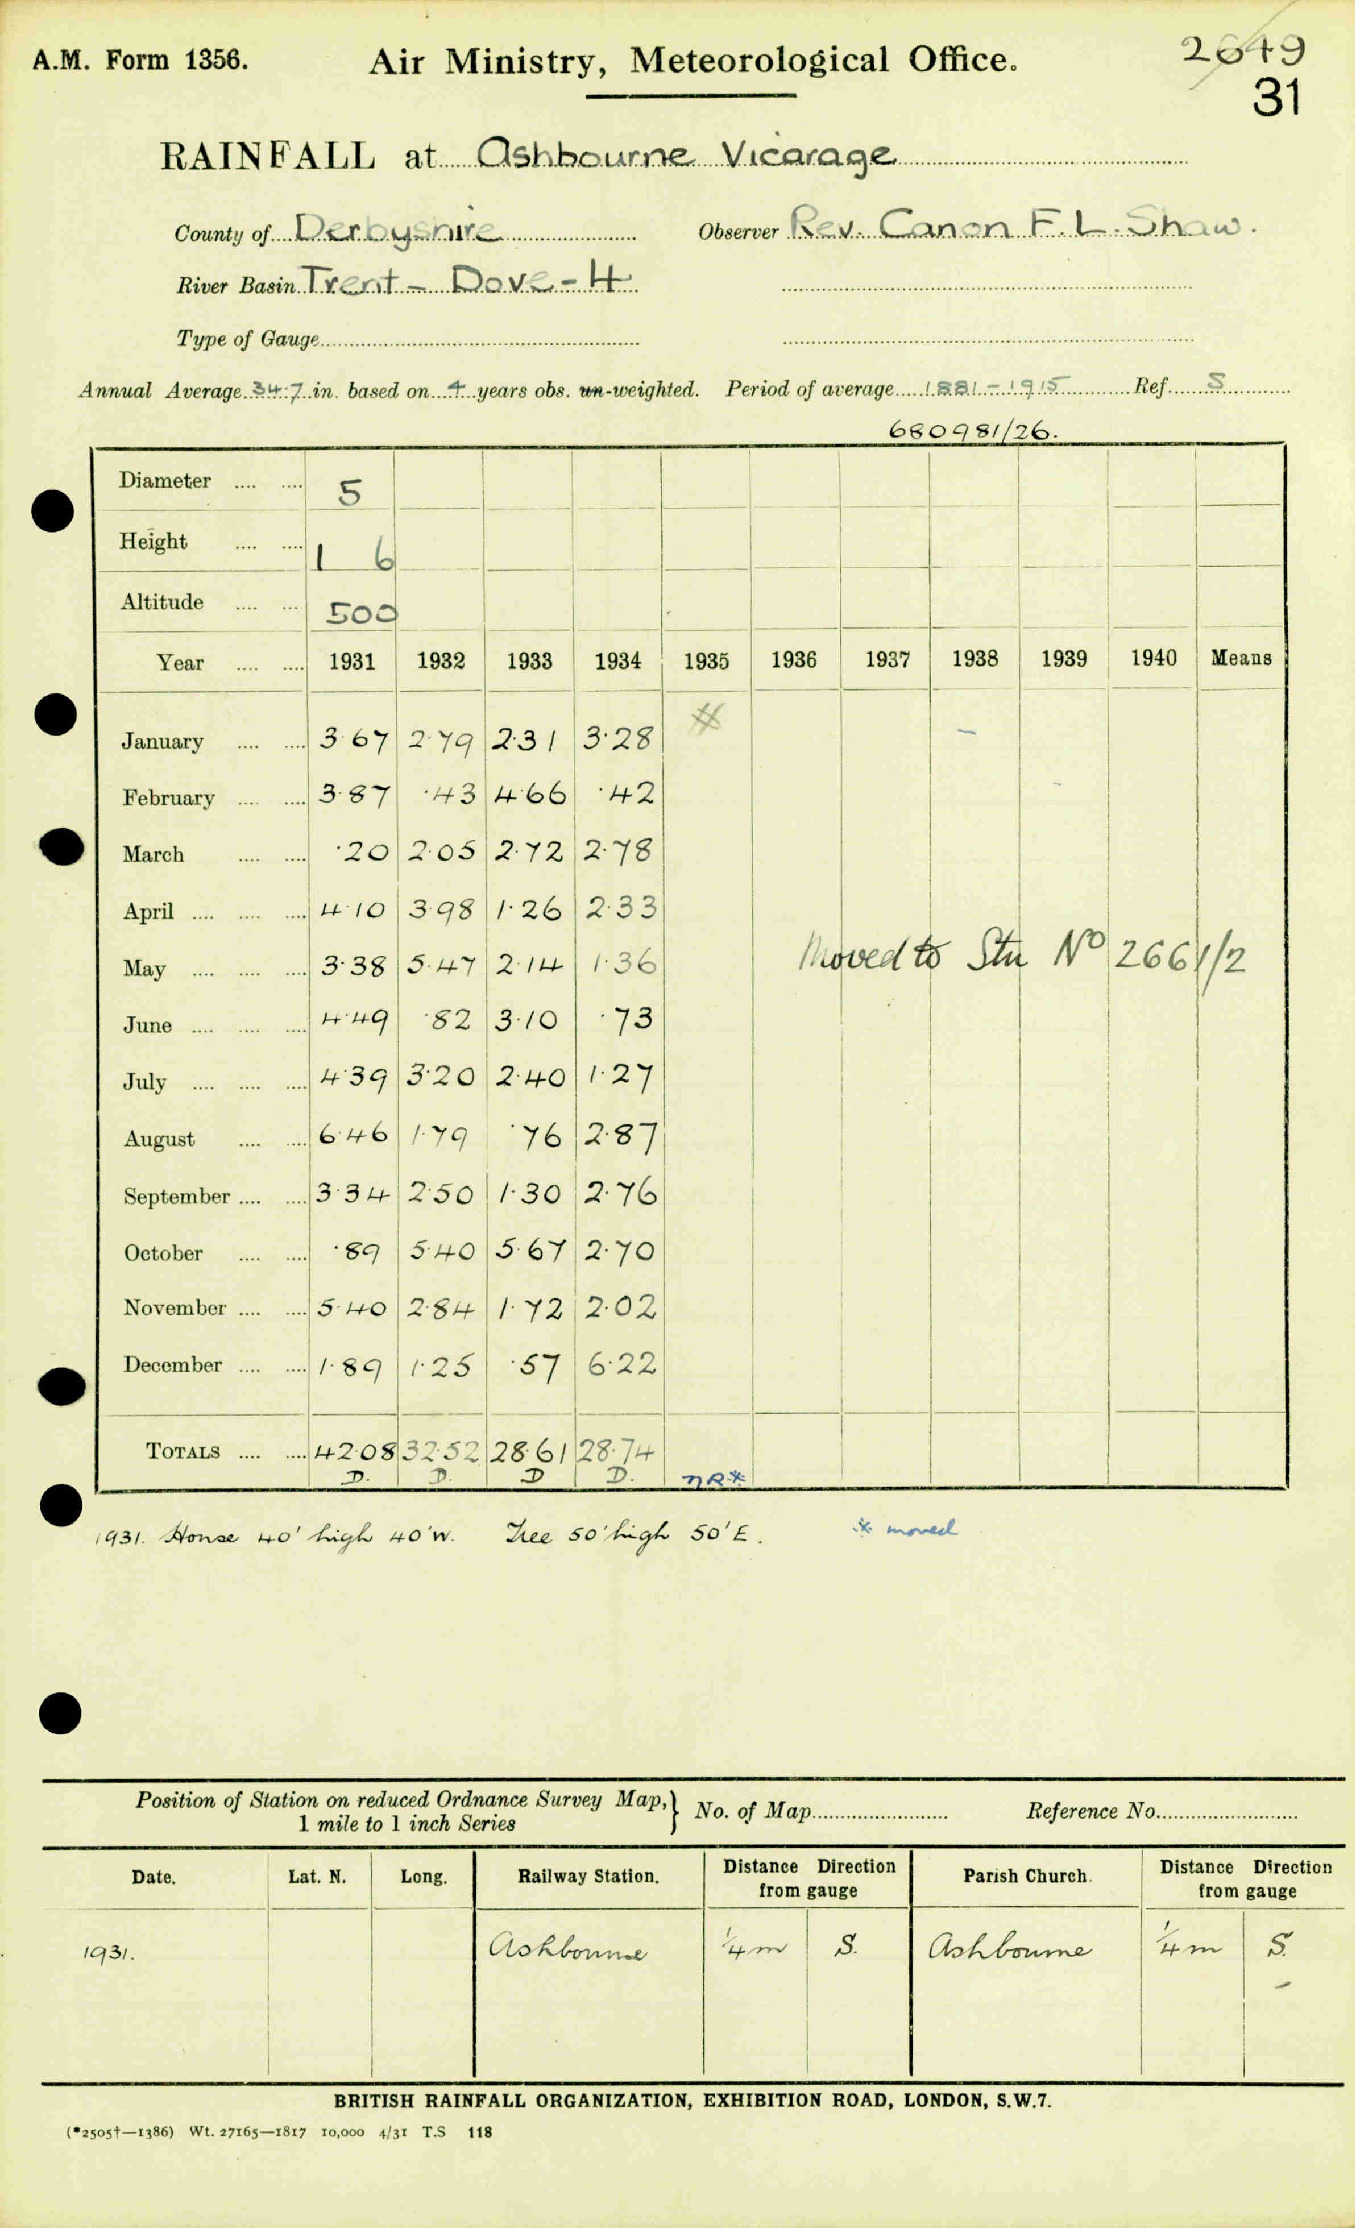 A.M. Form 1356. Air Ministry, Meteorological Office. 2649
31
RAINFALL at Ashbourne Vicarage
County of Derbyshire Observer Rev. Canon F.L. Shaw.
River Basin Trent - Dove - 4
Type of Gauge
Annual Average 34.7 in. based on 4 years obs. un-weighted. Period of average 1881-1915 Ref. S
680981/26.
Diameter 5
Height 1 6
Altitude 500
Year 1931 1932 1933 1934 1935 1936 1937 1938 1939 1940 Means
January 3.67 2.79 2.31 3.28 *
February 3.87 .43 4.66 .42
March .20 2.05 2.72 2.78
April 4.10 3.98 1.26 2.33
May 3.38 5.47 2.14 1.36 Moved to Stn No 2661/2
June 4.49 .82 3.10 .73
July 4.39 3.20 2.40 1.27
August 6.46 1.79 .76 2.87
September 3.34 2.50 1.30 2.76
October .89 5.40 5.67 2.70
November 5.40 2.84 1.72 2.02
December 1.89 1.25 .57 6.22
TOTALS 42.08 32.52 28.61 28.74
D. D. D D. NR*
1931. House 40' high 40' W. Tree 50' high 50' E. * moved
Position of Station on reduced Ordnance Survey Map, 1 mile to 1 inch Series } No. of Map Reference No.
Date. Lat. N. Long. Railway Station. Distance Direction from gauge Parish Church. Distance Direction from gauge
1931. Ashbourne 1/4 m S. Ashbourne 1/4 m S.
BRITISH RAINFALL ORGANIZATION, EXHIBITION ROAD, LONDON, S.W.7.
(*2505†—1386) Wt. 27165—1817 10,000 4/31 T.S 118